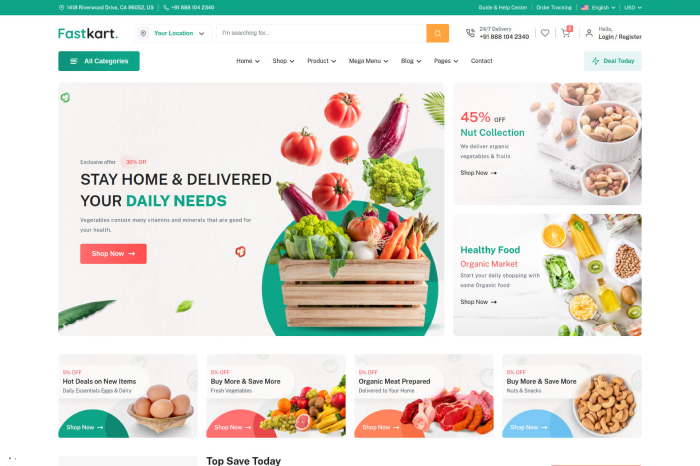 1418 Riverwood Drive, CA 96052, US
+91 888 104 2340
Guide & Help Center
Order Tracking
English
USD
Fastkart.
Your Location
I'm searching for...
24/7 Delivery
+91 888 104 2340
Hello,
Login / Register
All Categories
Home
Shop
Product
Mega Menu
Blog
Pages
Contact
Deal Today
Exclusive offer 30% Off
STAY HOME & DELIVERED
YOUR DAILY NEEDS
Vegetables contain many vitamins and minerals that are good for
your health.
Shop Now
45% OFF
Nut Collection
We deliver organic
vegetables & fruits
Shop Now
Healthy Food
Organic Market
Start your daily shopping with
some Organic food
Shop Now
5% OFF
Hot Deals on New Items
Daily Essentials Eggs & Dairy
Shop Now
5% OFF
Buy More & Save More
Fresh Vegetables
Shop Now
5% OFF
Organic Meat Prepared
Delivered to Your Home
Shop Now
5% OFF
Buy More & Save More
Nuts & Snacks
Shop Now
Top Save Today